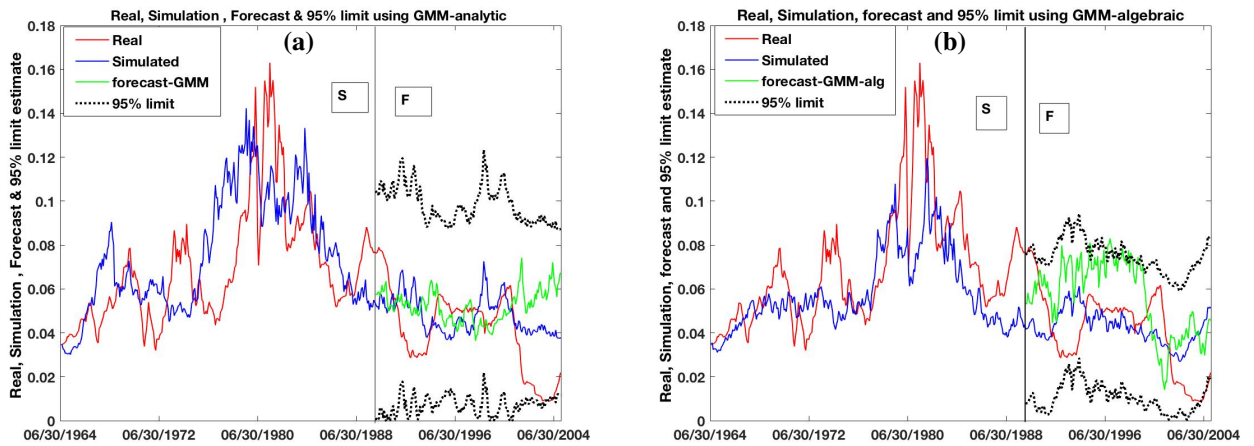 Real, Simulation , Forecast & 95% limit using GMM-analytic
(a)
Real, Simulation , Forecast & 95% limit estimate
0.18
0.16
0.14
0.12
0.1
0.08
0.06
0.04
0.02
0
Real
Simulated
forecast-GMM
95% limit
S
F
06/30/1964
06/30/1972
06/30/1980
06/30/1988
06/30/1996
06/30/2004
Real, Simulation, forecast and 95% limit using GMM-algebraic
(b)
Real, Simulation, forecast and 95% limit estimate
0.18
0.16
0.14
0.12
0.1
0.08
0.06
0.04
0.02
0
Real
Simulated
forecast-GMM-alg
95% limit
S
F
06/30/1964
06/30/1972
06/30/1980
06/30/1988
06/30/1996
06/30/2004